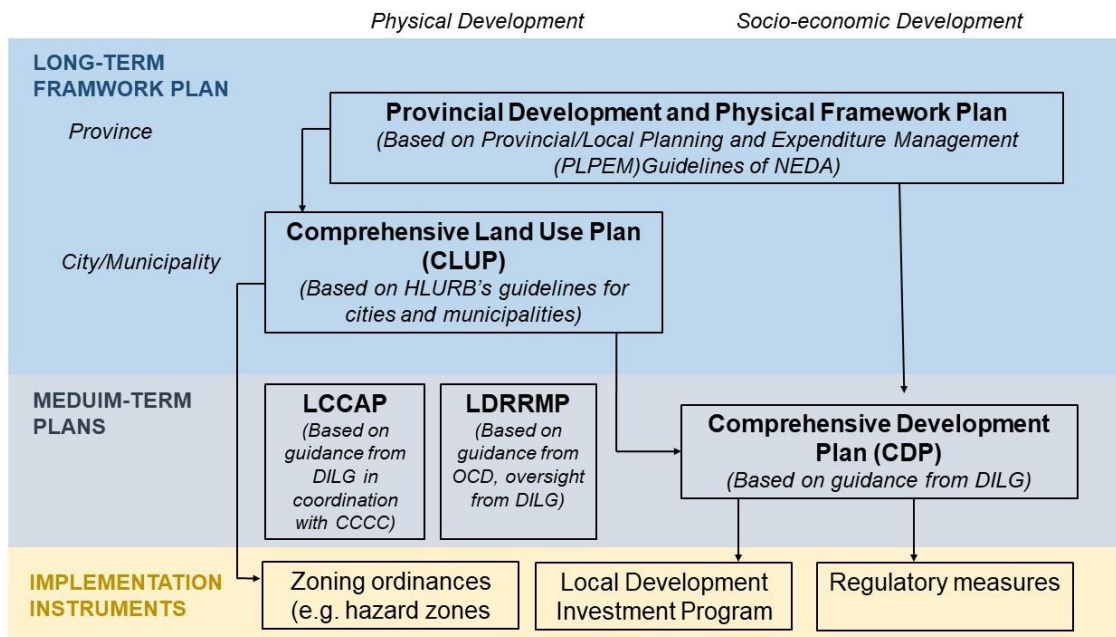 Physical Development
Socio-economic Development
LONG-TERM
FRAMWORK PLAN
Province
Provincial Development and Physical Framework Plan
(Based on Provincial/Local Planning and Expenditure Management
(PLPEM)Guidelines of NEDA)
City/Municipality
Comprehensive Land Use Plan
(CLUP)
(Based on HLURB's guidelines for
cities and municipalities)
MEDUIM-TERM
PLANS
LCCAP
(Based on
guidance from
DILG in
coordination
with CCCC)
LDRRMP
(Based on
guidance from
OCD, oversight
from DILG)
Comprehensive Development
Plan (CDP)
(Based on guidance from DILG)
IMPLEMENTATION
INSTRUMENTS
Zoning ordinances
(e.g. hazard zones
Local Development
Investment Program
Regulatory measures